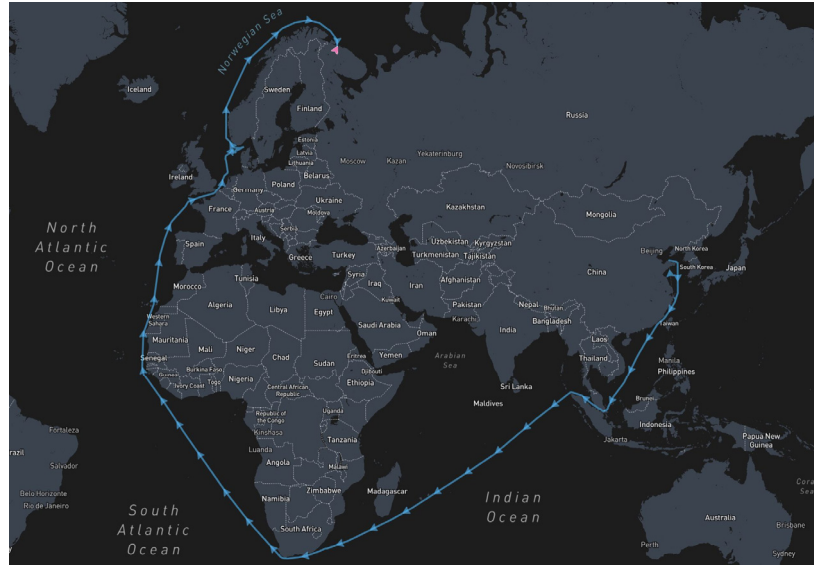 Norwegian Sea
Iceland
Sweden
Finland
Russia
Estonia
Latvia
Lithuania
Moscow
Kazan
Yekaterinburg
Novosibirsk
Ireland
Belarus
Poland
Germany
Ukraine
Kazakhstan
France
Austria
Moldova
Mongolia
North
Atlantic
Ocean
Serbia
Italy
Spain
Greece
Turkey
Azerbaijan
Uzbekistan
Kyrgyzstan
Turkmenistan
Tajikistan
Beijing
North Korea
South Korea
Japan
China
Tunisia
Syria
Iraq
Iran
Afghanistan
Morocco
Cairo
Kuwait
Pakistan
Nepal
Bhutan
Algeria
Libya
Egypt
Western
Sahara
Saudi Arabia
Karachi
Bangladesh
Taiwan
Oman
India
Mauritania
Mali
Niger
Chad
Sudan
Eritrea
Yemen
Arabian
Sea
Laos
Thailand
Manila
Philippines
Senegal
Guinea
Burkina Faso
Ivory Coast
Togo
Nigeria
Central African
Republic
Djibouti
Ethiopia
Sri Lanka
Maldives
Brunei
Indonesia
Jakarta
Papua New
Guinea
Uganda
Republic of
the Congo
Kinshasa
Tanzania
Luanda
Angola
Malawi
Fortaleza
razil
Salvador
Belo Horizonte
Rio de Janeiro
Zimbabwe
Madagascar
Namibia
South Africa
South
Atlantic
Ocean
Indian
Ocean
Australia
Cora
Sea
Brisbane
Perth
Sydney